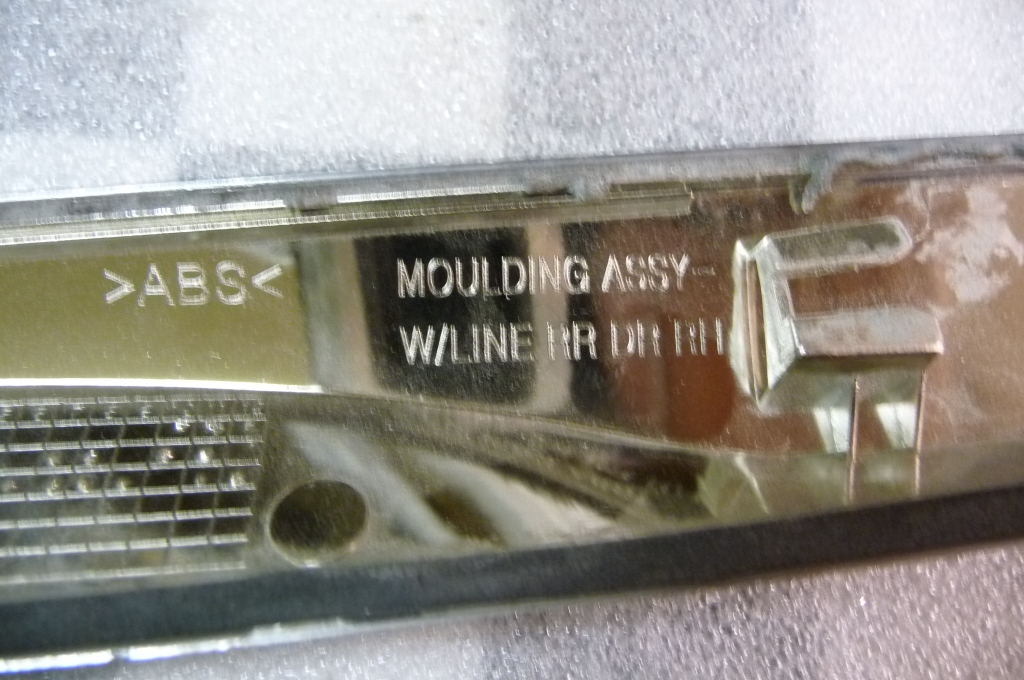 >ABS<
MOULDING ASSY-
W/LINE RR DR RH